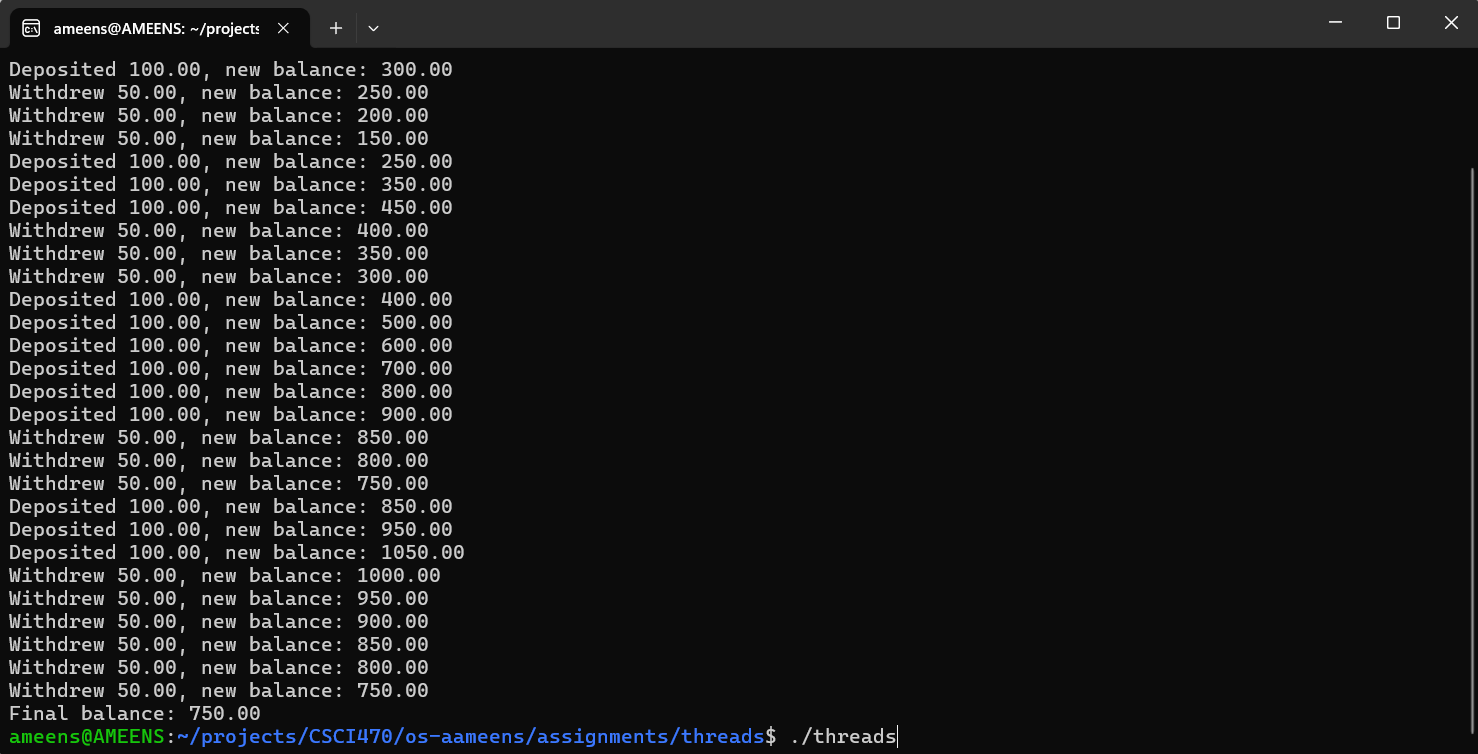 ameens@AMEENS: ~/projects
Deposited 100.00, new balance: 300.00
Withdrew 50.00, new balance: 250.00
Withdrew 50.00, new balance: 200.00
Withdrew 50.00, new balance: 150.00
Deposited 100.00, new balance: 250.00
Deposited 100.00, new balance: 350.00
Deposited 100.00, new balance: 450.00
Withdrew 50.00, new balance: 400.00
Withdrew 50.00, new balance: 350.00
Withdrew 50.00, new balance: 300.00
Deposited 100.00, new balance: 400.00
Deposited 100.00, new balance: 500.00
Deposited 100.00, new balance: 600.00
Deposited 100.00, new balance: 700.00
Deposited 100.00, new balance: 800.00
Deposited 100.00, new balance: 900.00
Withdrew 50.00, new balance: 850.00
Withdrew 50.00, new balance: 800.00
Withdrew 50.00, new balance: 750.00
Deposited 100.00, new balance: 850.00
Deposited 100.00, new balance: 950.00
Deposited 100.00, new balance: 1050.00
Withdrew 50.00, new balance: 1000.00
Withdrew 50.00, new balance: 950.00
Withdrew 50.00, new balance: 900.00
Withdrew 50.00, new balance: 850.00
Withdrew 50.00, new balance: 800.00
Withdrew 50.00, new balance: 750.00
Final balance: 750.00
ameens@AMEENS:~/projects/CSCI470/os-aameens/assignments/threads$ ./threads